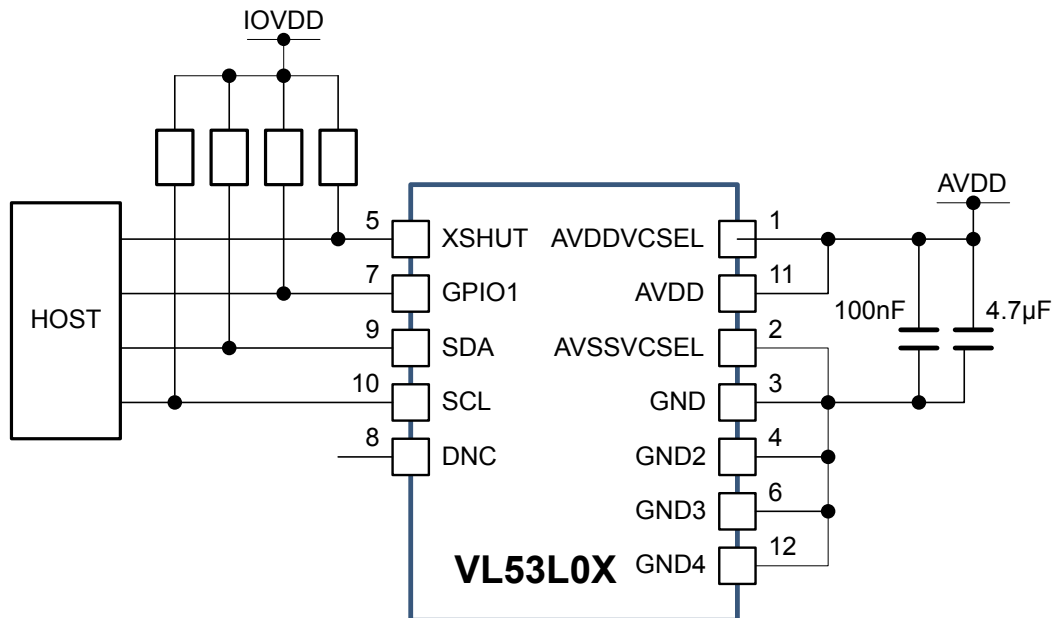 IOVDD
AVDD
HOST
5 XSHUT
7 GPIO1
9 SDA
10 SCL
8 DNC
AVDDVCSEL 1
AVDD 11
AVSSVCSEL 2
GND 3
GND2 4
GND3 6
GND4 12
100nF
4.7µF
VL53L0X